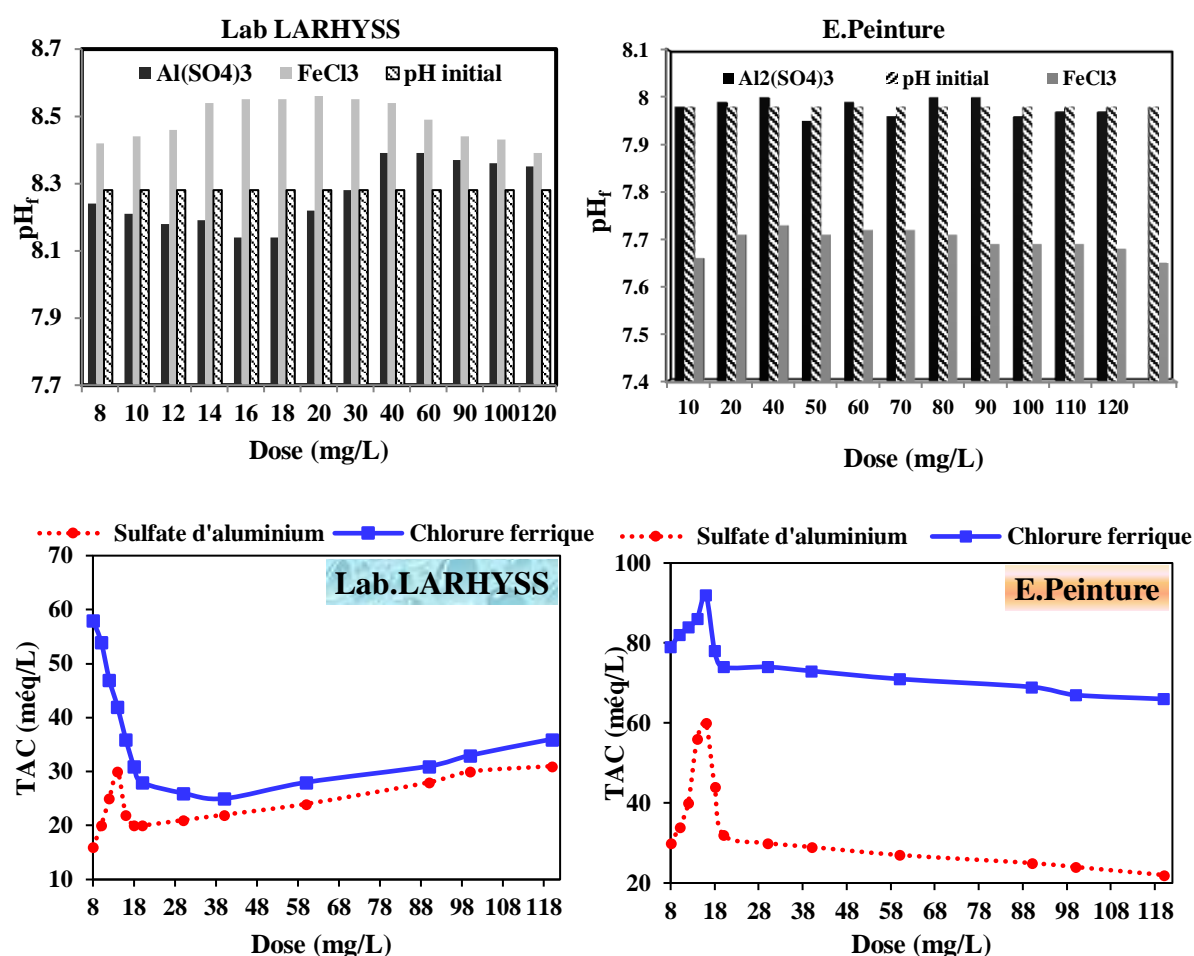 Lab LARHYSS
8.7
8.5
8.3
8.1
7.9
7.7
pHf
Al(SO4)3 FeCl3 pH initial
8 10 12 14 16 18 20 30 40 60 90 100 120
Dose (mg/L)
E.Peinture
8.1
8
7.9
7.8
7.7
7.6
7.5
7.4
pHf
Al2(SO4)3 pH initial FeCl3
10 20 40 50 60 70 80 90 100 110 120
Dose (mg/L)
Sulfate d'aluminium Chlorure ferrique
Lab.LARHYSS
70
60
50
40
30
20
10
TAC (méq/L)
8 18 28 38 48 58 68 78 88 98 108 118
Dose (mg/L)
Sulfate d'aluminium Chlorure ferrique
E.Peinture
100
80
60
40
20
TAC (méq/L)
8 18 28 38 48 58 68 78 88 98 108 118
Dose (mg/L)